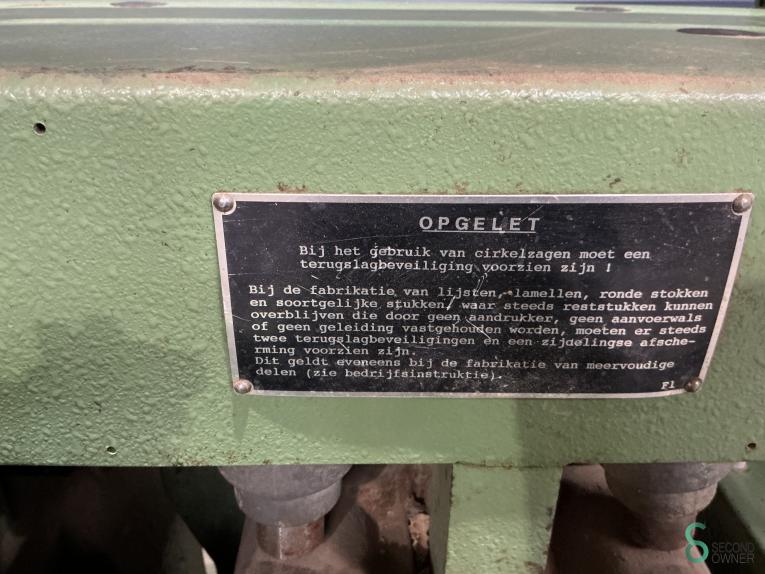 OPGELET
Bij het gebruik van cirkelzagen moet een
terugslagbeveiliging voorzien zijn !
Bij de fabrikatie van lijsten, lamellen, ronde stokken
en soortgelijke stukken, waar steeds reststukken kunnen
overblijven die door geen aandrukker, geen aanvoerwals
of geen geleiding vastgehouden worden, moeten er steeds
twee terugslagbeveiligingen en een zijdelingse afsche-
rming voorzien zijn.
Dit geldt eveneens bij de fabrikatie van meervoudige
delen (zie bedrijfsinstruktie).
Fl
SECOND
OWNER